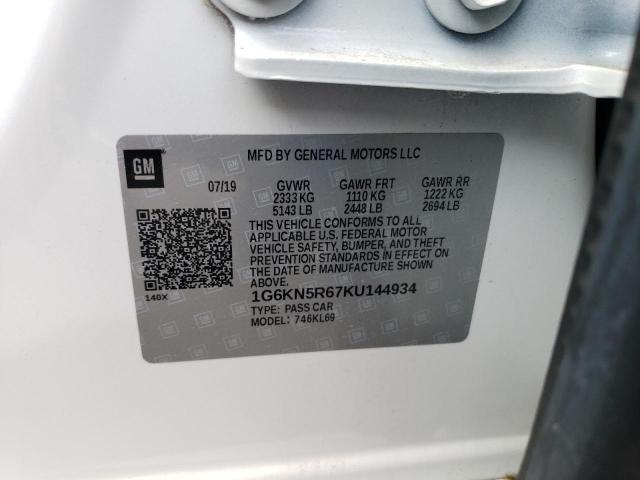 GM
MFD BY GENERAL MOTORS LLC
07/19 GVWR GAWR FRT GAWR RR
2333 KG 1110 KG 1222 KG
5143 LB 2448 LB 2694 LB
THIS VEHICLE CONFORMS TO ALL
APPLICABLE U.S. FEDERAL MOTOR
VEHICLE SAFETY, BUMPER, AND THEFT
PREVENTION STANDARDS IN EFFECT ON
THE DATE OF MANUFACTURE SHOWN
ABOVE.
148X
1G6KN5R67KU144934
TYPE: PASS CAR
MODEL: 746KL69